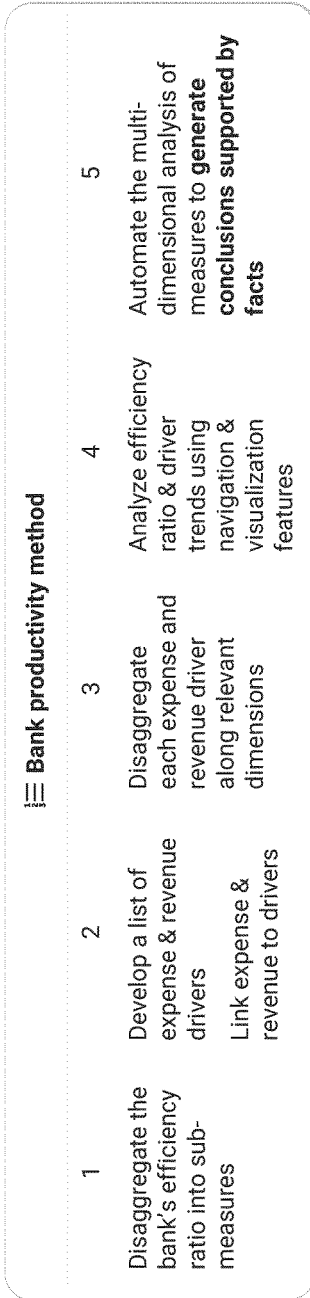 Bank productivity method
1
Disaggregate the
bank's efficiency
ratio into sub-
measures
2
Develop a list of
expense & revenue
drivers
Link expense &
revenue to drivers
3
Disaggregate
each expense and
revenue driver
along relevant
dimensions
4
Analyze efficiency
ratio & driver
trends using
navigation &
visualization
features
5
Automate the multi-
dimensional analysis of
measures to generate
conclusions supported by
facts